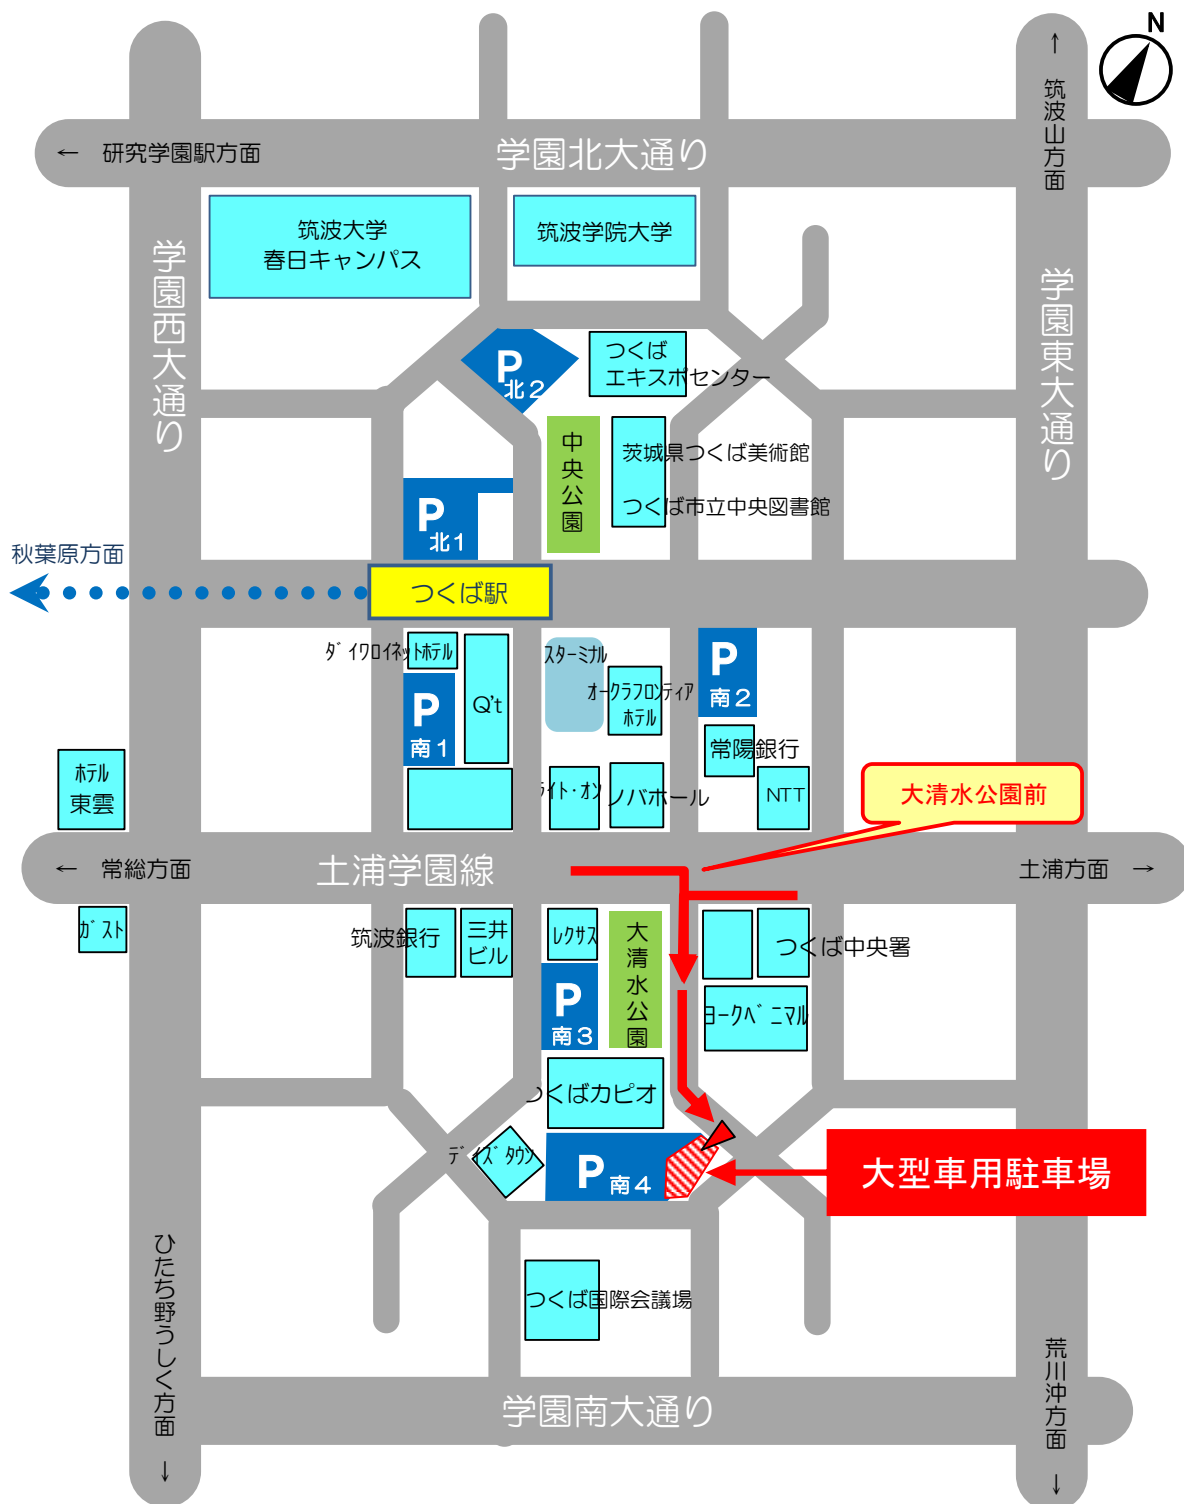 N
筑波山方面
← 研究学園駅方面
学園北大通り
筑波大学
春日キャンパス
筑波学院大学
学園西大通り
学園東大通り
P
北2
つくば
エキスポセンター
中央公園
茨城県つくば美術館
つくば市立中央図書館
P
北1
秋葉原方面
つくば駅
ダイワロイネットホテル
Q't
スターミナル
オークラフロンティア
ホテル
P
南2
P
南1
常陽銀行
ホテル
東雲
ライト・オン
ノバホール
NTT
大清水公園前
← 常総方面
土浦学園線
土浦方面 →
ガスト
筑波銀行
三井
ビル
レクサス
大清水公園
つくば中央署
P
南3
ヨークベニマル
つくばカピオ
デイズタウン
P南4
大型車用駐車場
つくば国際会議場
ひたち野うしく方面 →
荒川沖方面 →
学園南大通り